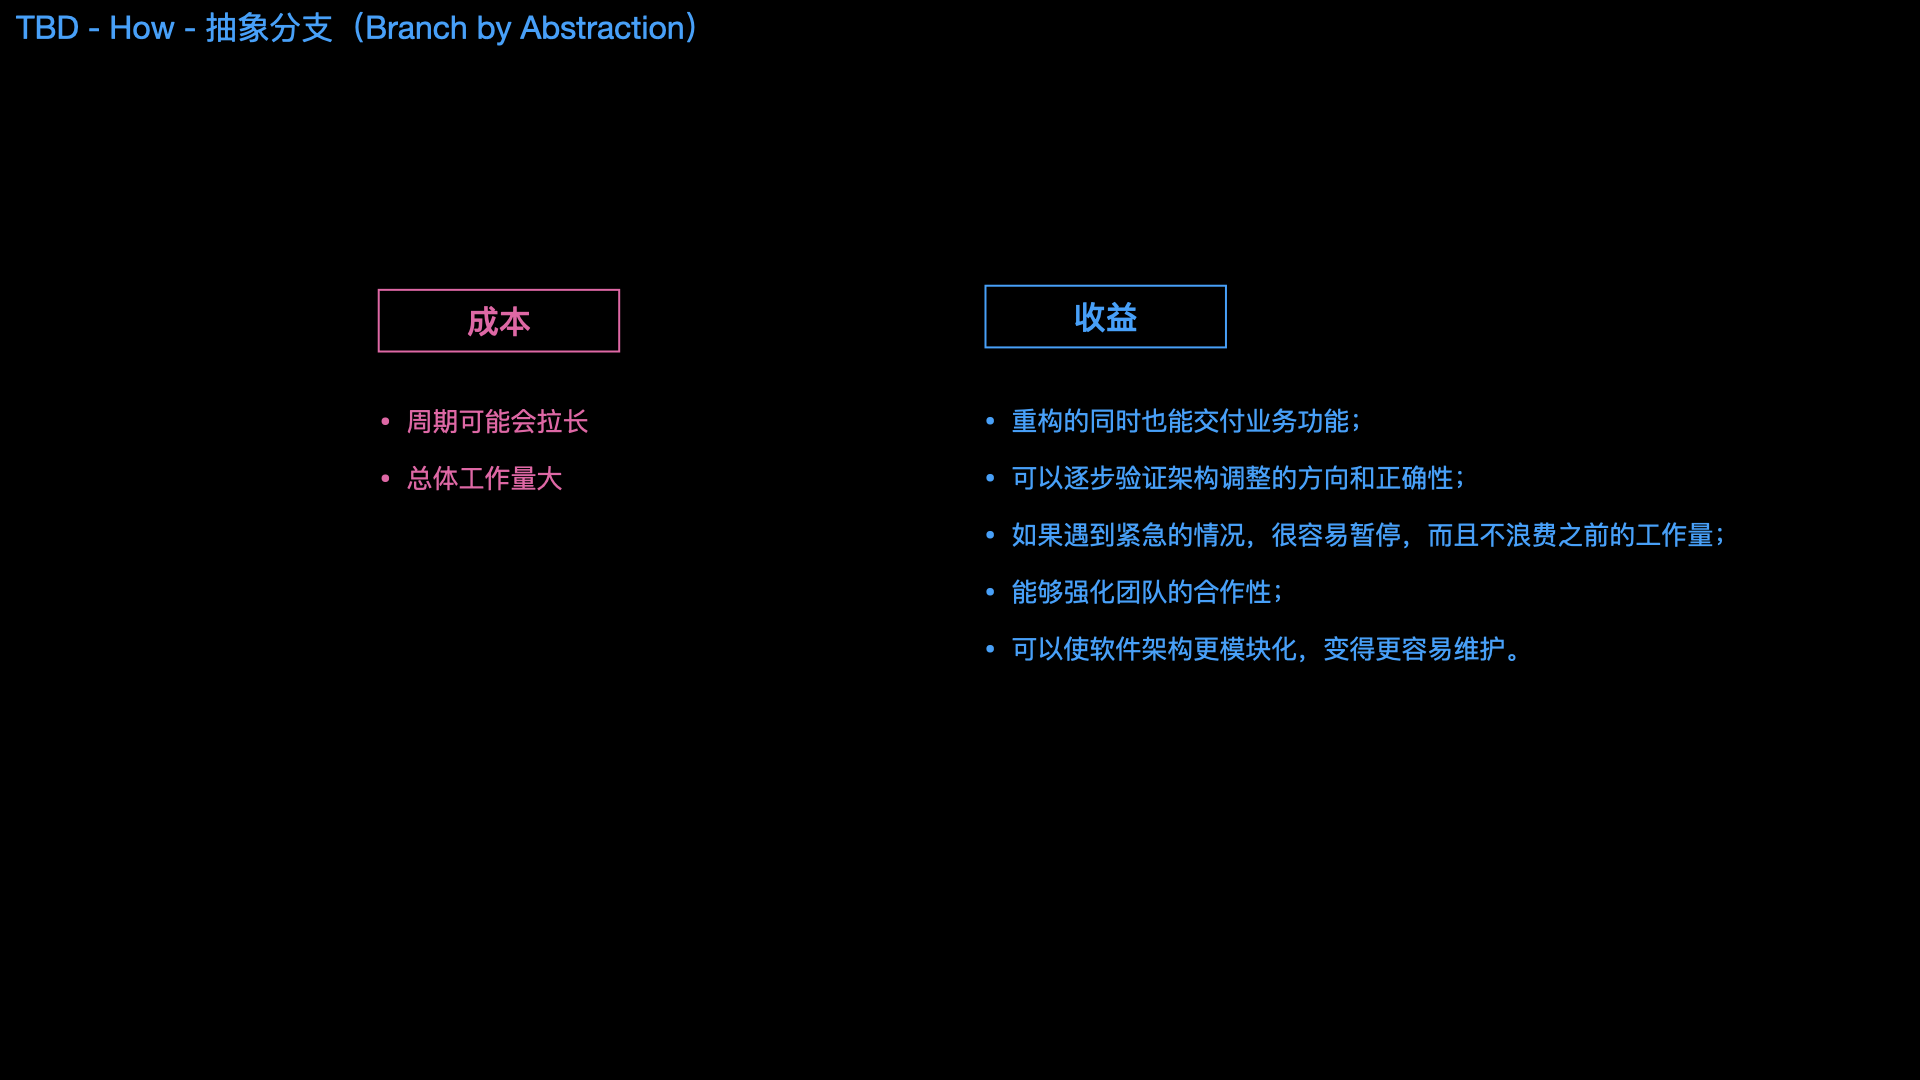 TBD - How - 抽象分支（Branch by Abstraction）
成本
• 周期可能会拉长
• 总体工作量大
收益
• 重构的同时也能交付业务功能；
• 可以逐步验证架构调整的方向和正确性；
• 如果遇到紧急的情况，很容易暂停，而且不浪费之前的工作量；
• 能够强化团队的合作性；
• 可以使软件架构更模块化，变得更容易维护。